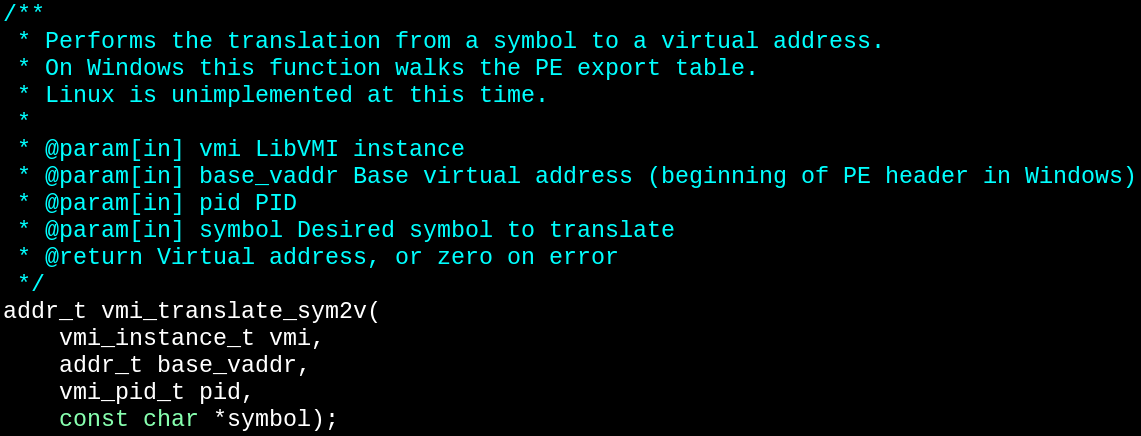 /**
 * Performs the translation from a symbol to a virtual address.
 * On Windows this function walks the PE export table.
 * Linux is unimplemented at this time.
 *
 * @param[in] vmi LibVMI instance
 * @param[in] base_vaddr Base virtual address (beginning of PE header in Windows)
 * @param[in] pid PID
 * @param[in] symbol Desired symbol to translate
 * @return Virtual address, or zero on error
 */
addr_t vmi_translate_sym2v(
    vmi_instance_t vmi,
    addr_t base_vaddr,
    vmi_pid_t pid,
    const char *symbol);